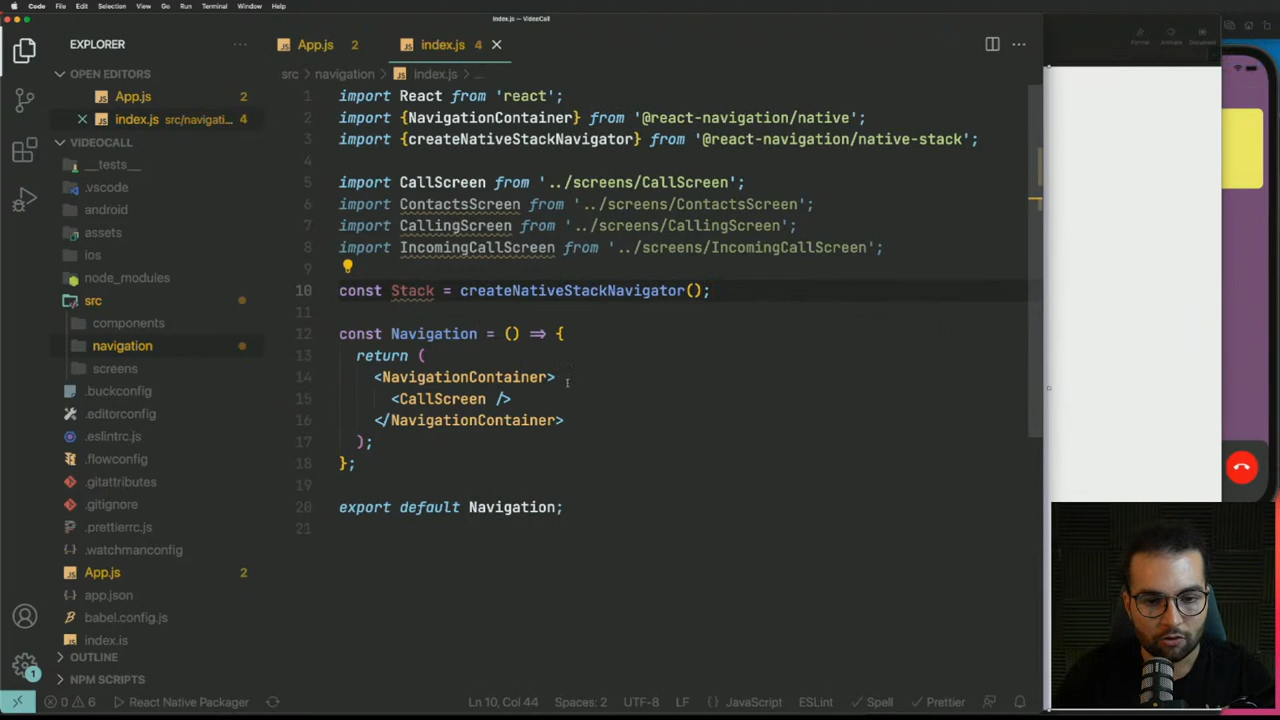 Code File Edit Selection View Go Run Terminal Window Help
index.js — VideoCall
EXPLORER
OPEN EDITORS
App.js 2
index.js src/navigati... 4
VIDEOCALL
__tests__
.vscode
android
assets
ios
node_modules
src
components
navigation
screens
.buckconfig
.editorconfig
.eslintrc.js
.flowconfig
.gitattributes
.gitignore
.prettierrc.js
.watchmanconfig
App.js 2
app.json
babel.config.js
index.js
OUTLINE
NPM SCRIPTS
App.js 2 index.js 4
src > navigation > index.js > ...
1 import React from 'react';
2 import {NavigationContainer} from '@react-navigation/native';
3 import {createNativeStackNavigator} from '@react-navigation/native-stack';
4
5 import CallScreen from '../screens/CallScreen';
6 import ContactsScreen from '../screens/ContactsScreen';
7 import CallingScreen from '../screens/CallingScreen';
8 import IncomingCallScreen from '../screens/IncomingCallScreen';
9
10 const Stack = createNativeStackNavigator();
11
12 const Navigation = () => {
13 return (
14 <NavigationContainer>
15 <CallScreen />
16 </NavigationContainer>
17 );
18 };
19
20 export default Navigation;
21
Format Animate Document
1
0 6 React Native Packager Ln 10, Col 44 Spaces: 2 UTF-8 LF { } JavaScript ESLint Spell Prettier